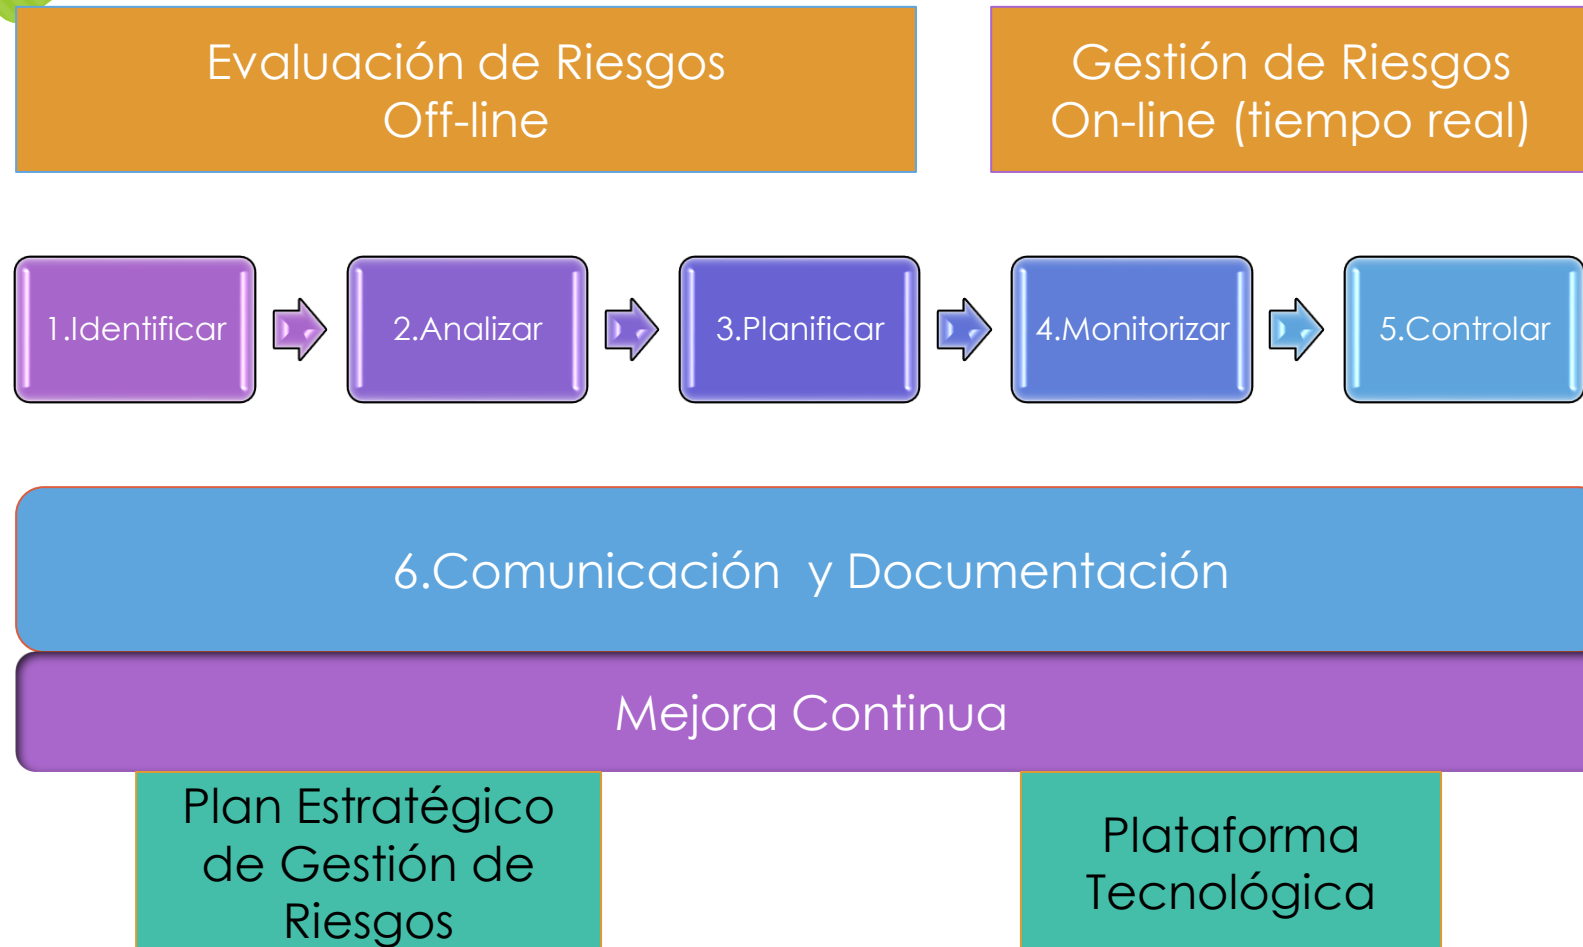 Evaluación de Riesgos
Off-line
Gestión de Riesgos
On-line (tiempo real)
1.Identificar
2.Analizar
3.Planificar
4.Monitorizar
5.Controlar
6.Comunicación y Documentación
Mejora Continua
Plan Estratégico
de Gestión de
Riesgos
Plataforma
Tecnológica